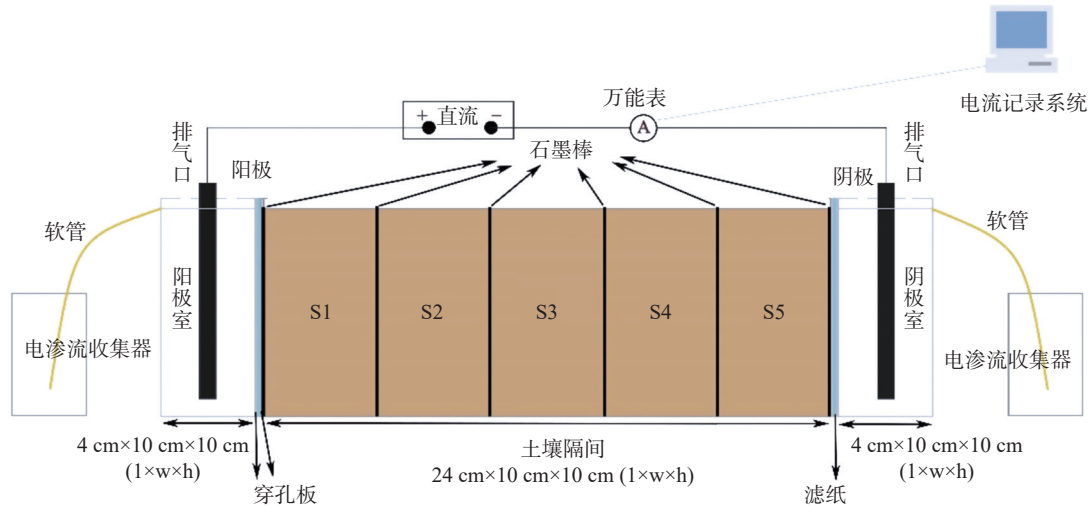 电流记录系统
万能表
+ 直流 −
A
石墨棒
排气口
阳极
阴极
排气口
软管
软管
阳极室
阴极室
S1
S2
S3
S4
S5
电渗流收集器
电渗流收集器
4 cm×10 cm×10 cm
(1×w×h)
土壤隔间
24 cm×10 cm×10 cm (1×w×h)
4 cm×10 cm×10 cm
(1×w×h)
穿孔板
滤纸